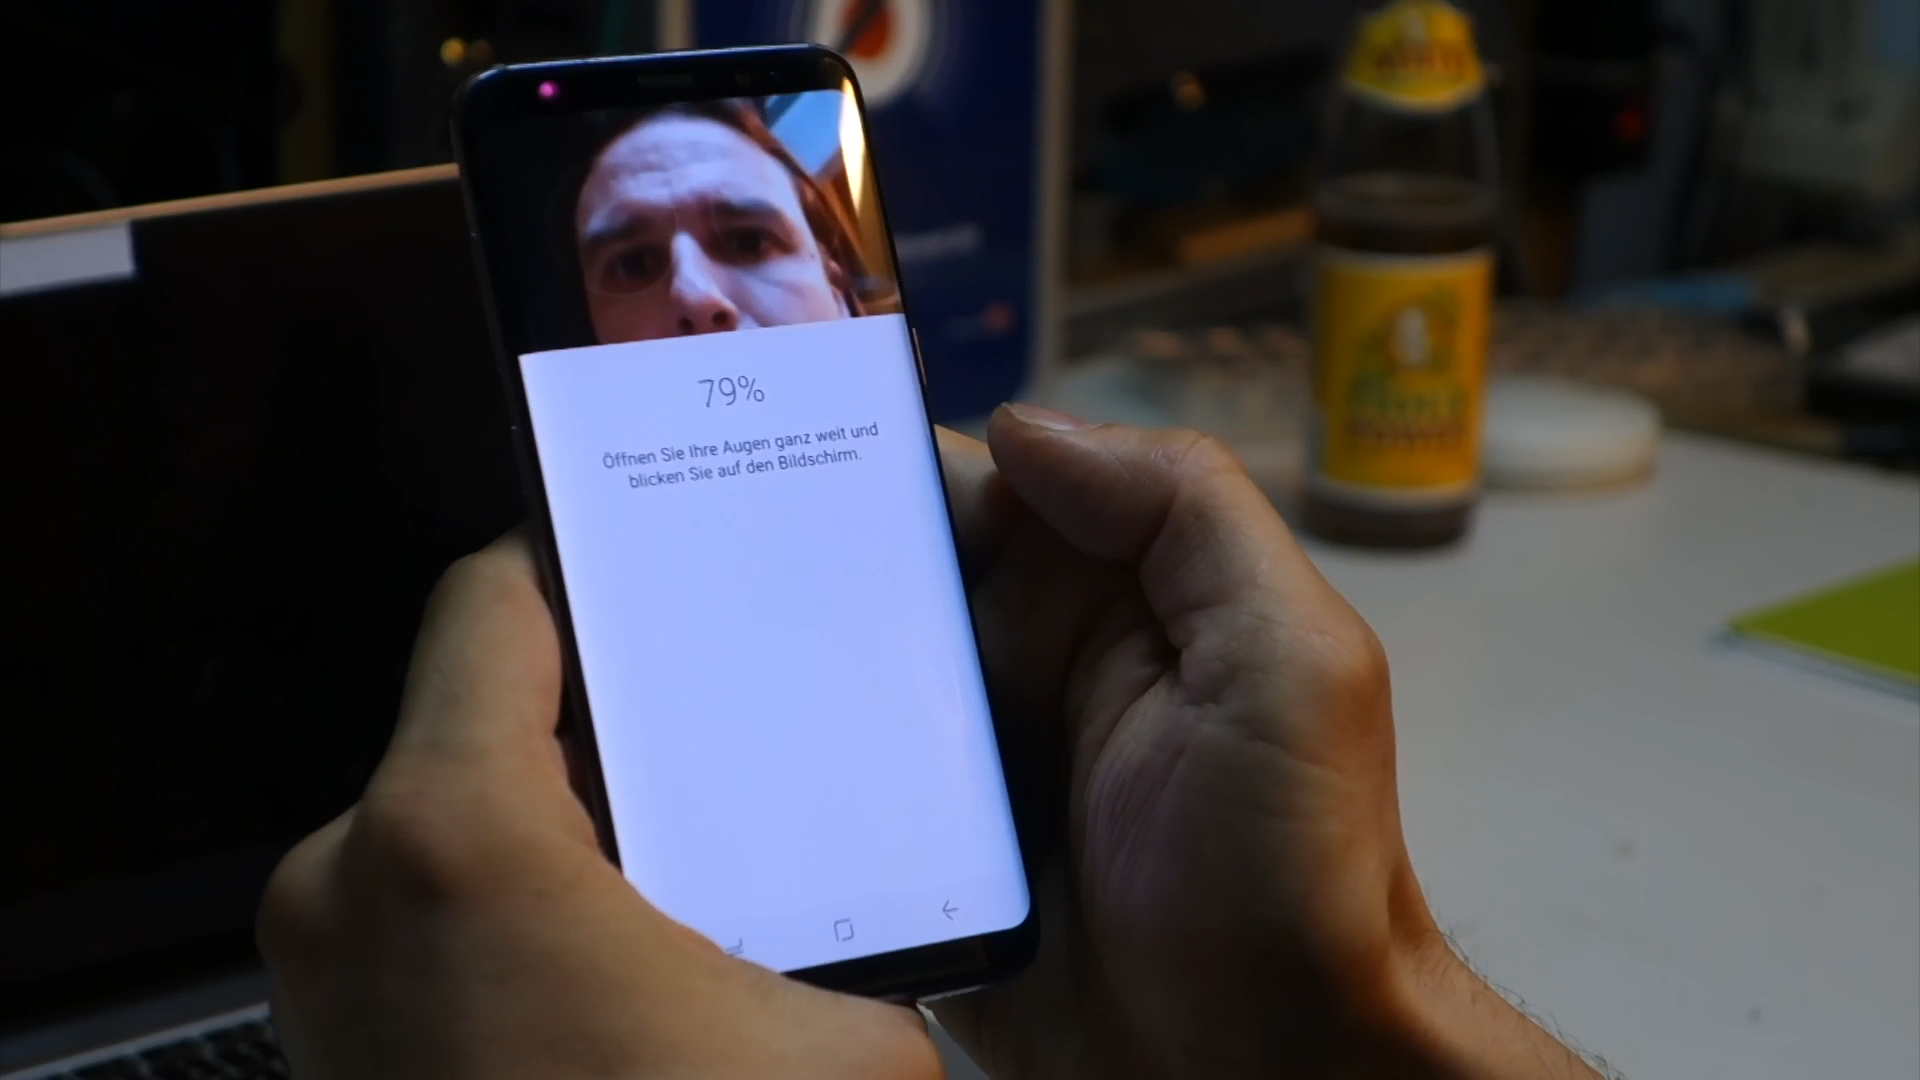 79%
Öffnen Sie Ihre Augen ganz weit und
blicken Sie auf den Bildschirm.